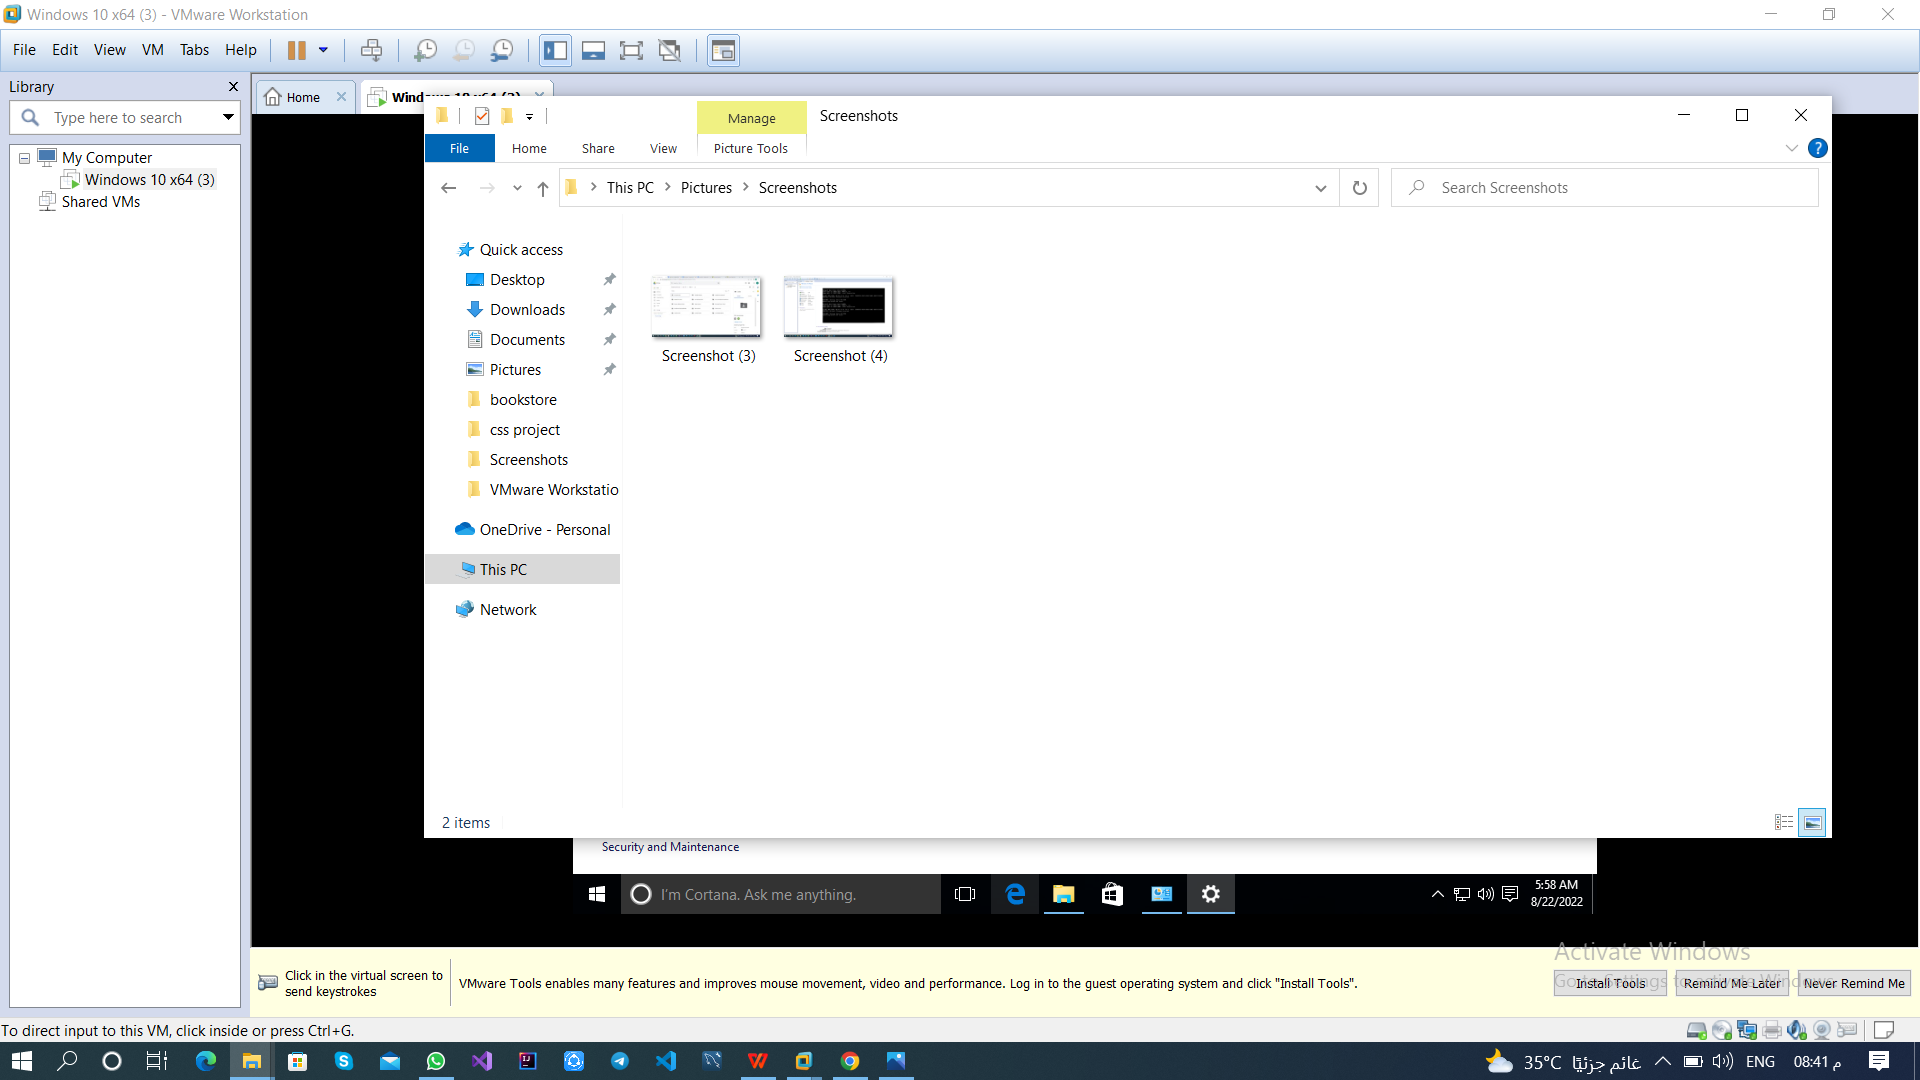 Windows 10 x64 (3) - VMware Workstation
File Edit View VM Tabs Help
Library
Type here to search
My Computer
Windows 10 x64 (3)
Shared VMs
Home
Windows 10 x64 (3)
Manage
Screenshots
File Home Share View Picture Tools
This PC Pictures Screenshots
Search Screenshots
Quick access
Desktop
Downloads
Documents
Pictures
bookstore
css project
Screenshots
VMware Workstatio
OneDrive - Personal
This PC
Network
Screenshot (3)
Screenshot (4)
2 items
Security and Maintenance
I'm Cortana. Ask me anything.
5:58 AM
8/22/2022
Activate Windows
Go to Settings to activate Windows.
Click in the virtual screen to
send keystrokes
VMware Tools enables many features and improves mouse movement, video and performance. Log in to the guest operating system and click "Install Tools".
Install Tools
Remind Me Later
Never Remind Me
To direct input to this VM, click inside or press Ctrl+G.
35°C غائم جزئيًا
ENG
08:41 م